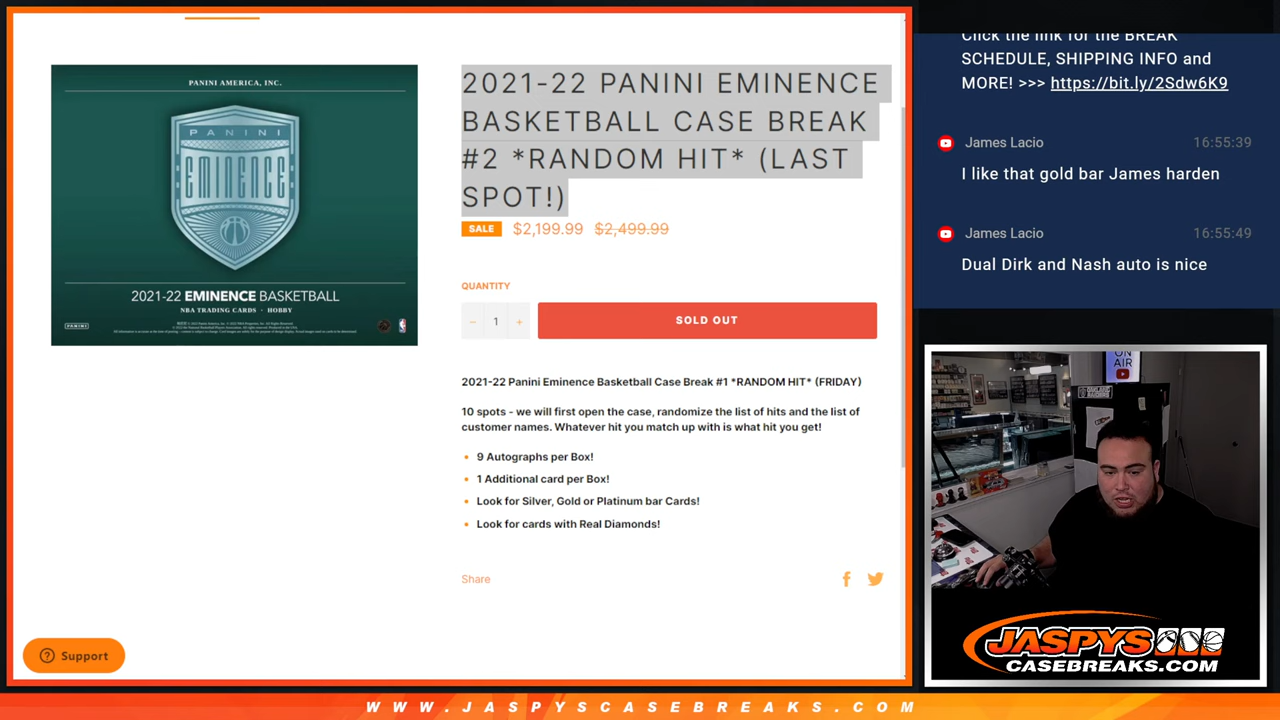 PANINI AMERICA, INC.
PANINI
EMINENCE
2021-22 EMINENCE BASKETBALL
NBA TRADING CARDS · HOBBY
PANINI
2021-22 PANINI EMINENCE
BASKETBALL CASE BREAK
#2 *RANDOM HIT* (LAST
SPOT!)
SALE $2,199.99 $2,499.99
QUANTITY
− 1 +
SOLD OUT
2021-22 Panini Eminence Basketball Case Break #1 *RANDOM HIT* (FRIDAY)
10 spots - we will first open the case, randomize the list of hits and the list of
customer names. Whatever hit you match up with is what hit you get!
• 9 Autographs per Box!
• 1 Additional card per Box!
• Look for Silver, Gold or Platinum bar Cards!
• Look for cards with Real Diamonds!
Share
Support
Click the link for the BREAK
SCHEDULE, SHIPPING INFO and
MORE! >>> https://bit.ly/2Sdw6K9
James Lacio 16:55:39
I like that gold bar James harden
James Lacio 16:55:49
Dual Dirk and Nash auto is nice
ON
AIR
JASPYS
CASEBREAKS.COM
WWW.JASPYSCASEBREAKS.COM